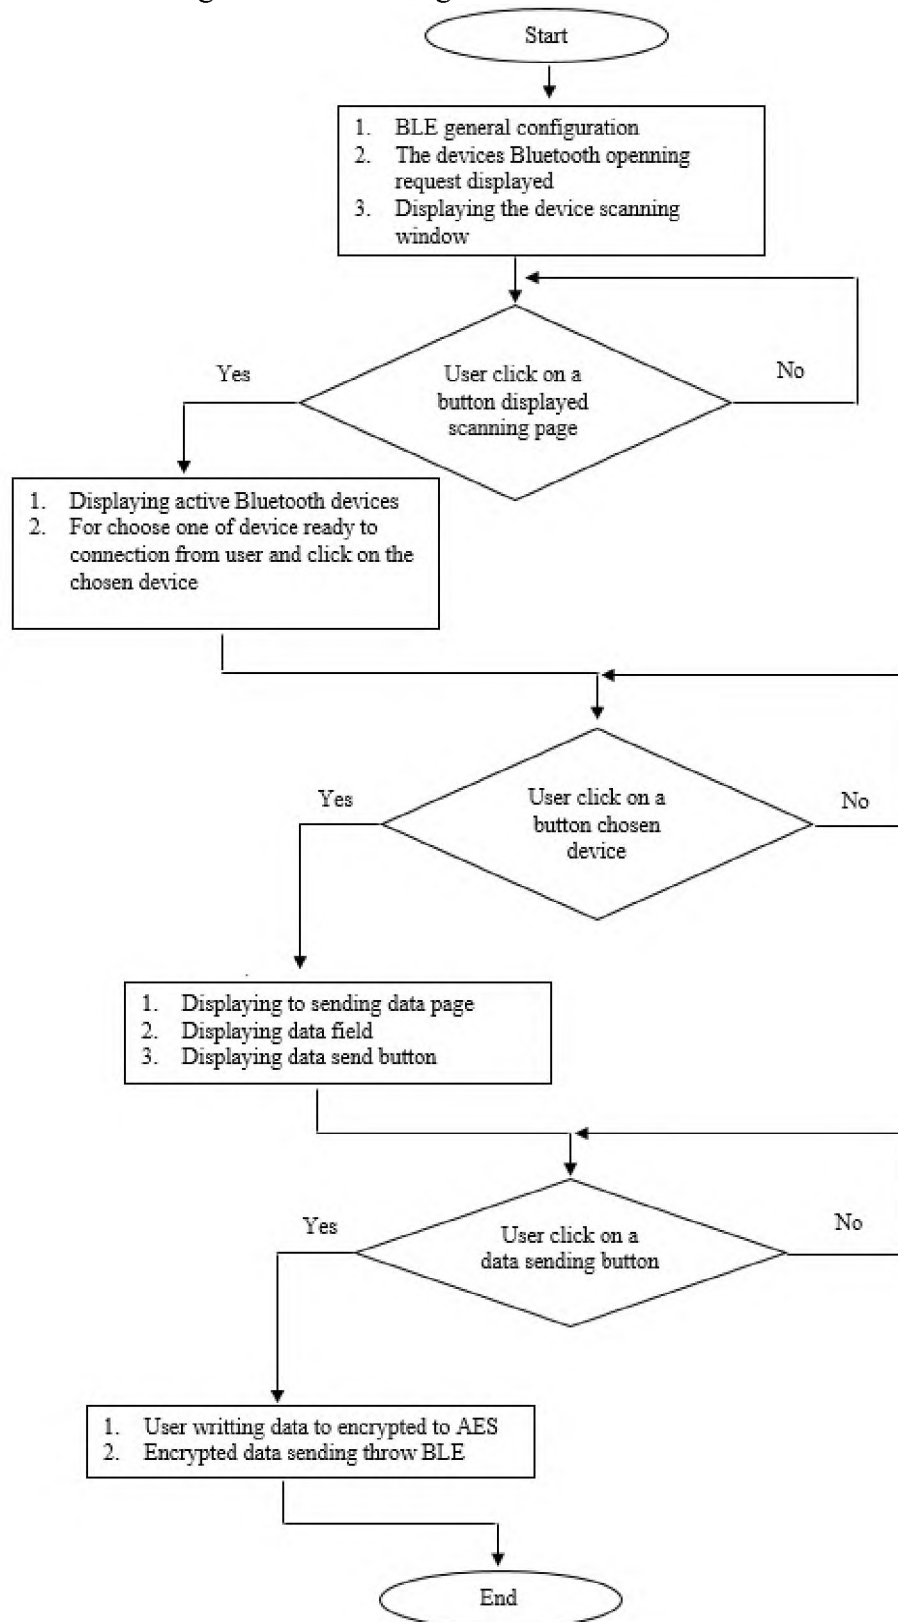 Start
1. BLE general configuration
2. The devices Bluetooth openning
request displayed
3. Displaying the device scanning
window
Yes
User click on a
button displayed
scanning page
No
1. Displaying active Bluetooth devices
2. For choose one of device ready to
connection from user and click on the
chosen device
Yes
User click on a
button chosen
device
No
1. Displaying to sending data page
2. Displaying data field
3. Displaying data send button
Yes
User click on a
data sending button
No
1. User writting data to encrypted to AES
2. Encrypted data sending throw BLE
End